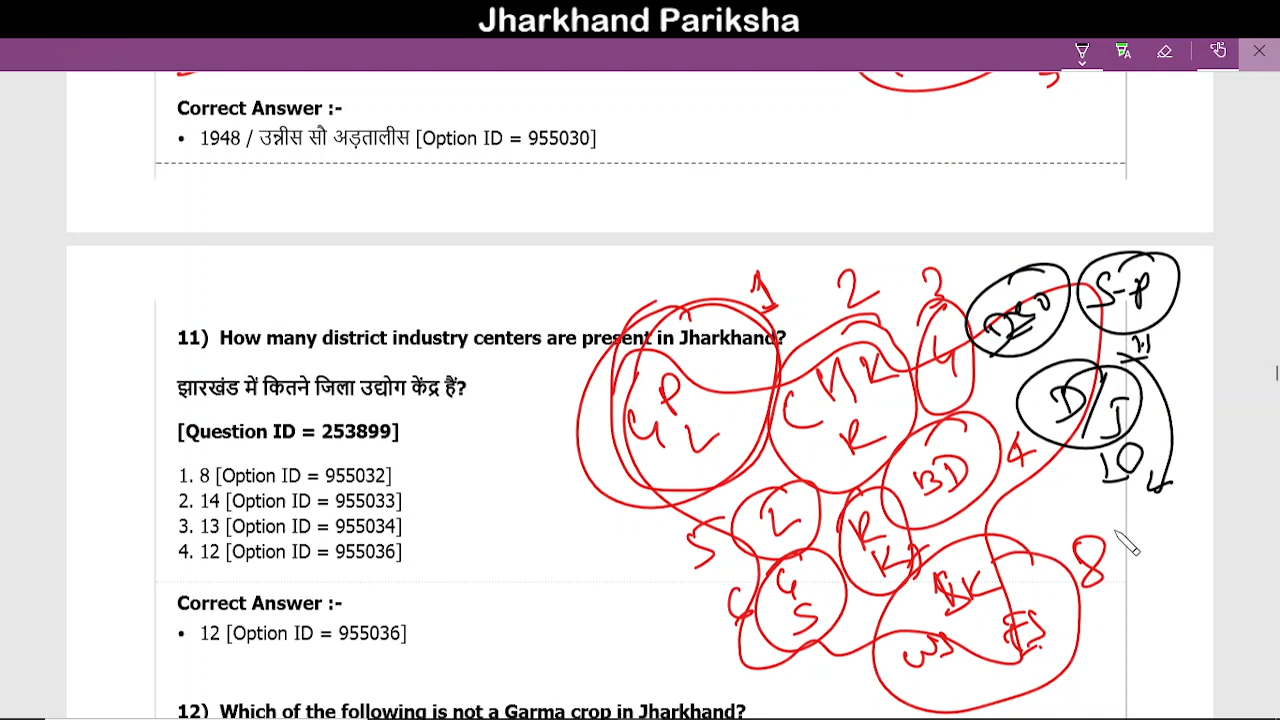 Jharkhand Pariksha
Correct Answer :-
• 1948 / उन्नीस सौ अड़तालीस [Option ID = 955030]
11) How many district industry centers are present in Jharkhand?
झारखंड में कितने जिला उद्योग केंद्र हैं?
[Question ID = 253899]
1. 8 [Option ID = 955032]
2. 14 [Option ID = 955033]
3. 13 [Option ID = 955034]
4. 12 [Option ID = 955036]
Correct Answer :-
• 12 [Option ID = 955036]
12) Which of the following is not a Garma crop in Jharkhand?
1
2
3
S-P
P
G L
C H K
R
G
D/J
10
BD
4
5
L
R
K
G
S
8
WS
ES